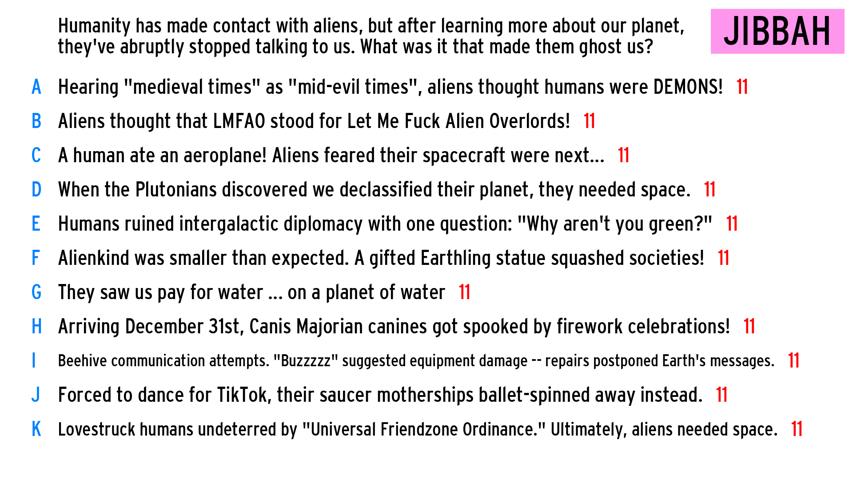 Humanity has made contact with aliens, but after learning more about our planet,
they've abruptly stopped talking to us. What was it that made them ghost us?
JIBBAH
A Hearing "medieval times" as "mid-evil times", aliens thought humans were DEMONS! 11
B Aliens thought that LMFAO stood for Let Me Fuck Alien Overlords! 11
C A human ate an aeroplane! Aliens feared their spacecraft were next... 11
D When the Plutonians discovered we declassified their planet, they needed space. 11
E Humans ruined intergalactic diplomacy with one question: "Why aren't you green?" 11
F Alienkind was smaller than expected. A gifted Earthling statue squashed societies! 11
G They saw us pay for water ... on a planet of water 11
H Arriving December 31st, Canis Majorian canines got spooked by firework celebrations! 11
I Beehive communication attempts. "Buzzzzz" suggested equipment damage -- repairs postponed Earth's messages. 11
J Forced to dance for TikTok, their saucer motherships ballet-spinned away instead. 11
K Lovestruck humans undeterred by "Universal Friendzone Ordinance." Ultimately, aliens needed space. 11